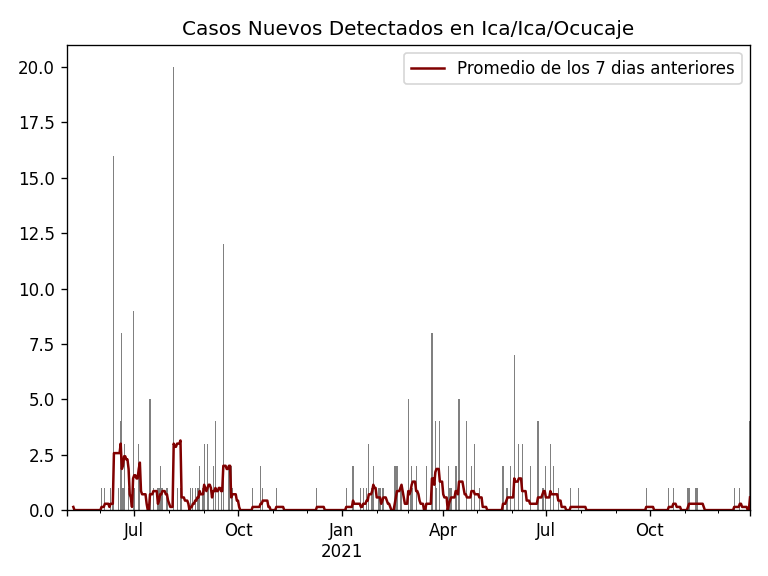 Casos Nuevos Detectados en Ica/Ica/Ocucaje
Promedio de los 7 dias anteriores
20.0
17.5
15.0
12.5
10.0
7.5
5.0
2.5
0.0
Jul
Oct
Jan
2021
Apr
Jul
Oct